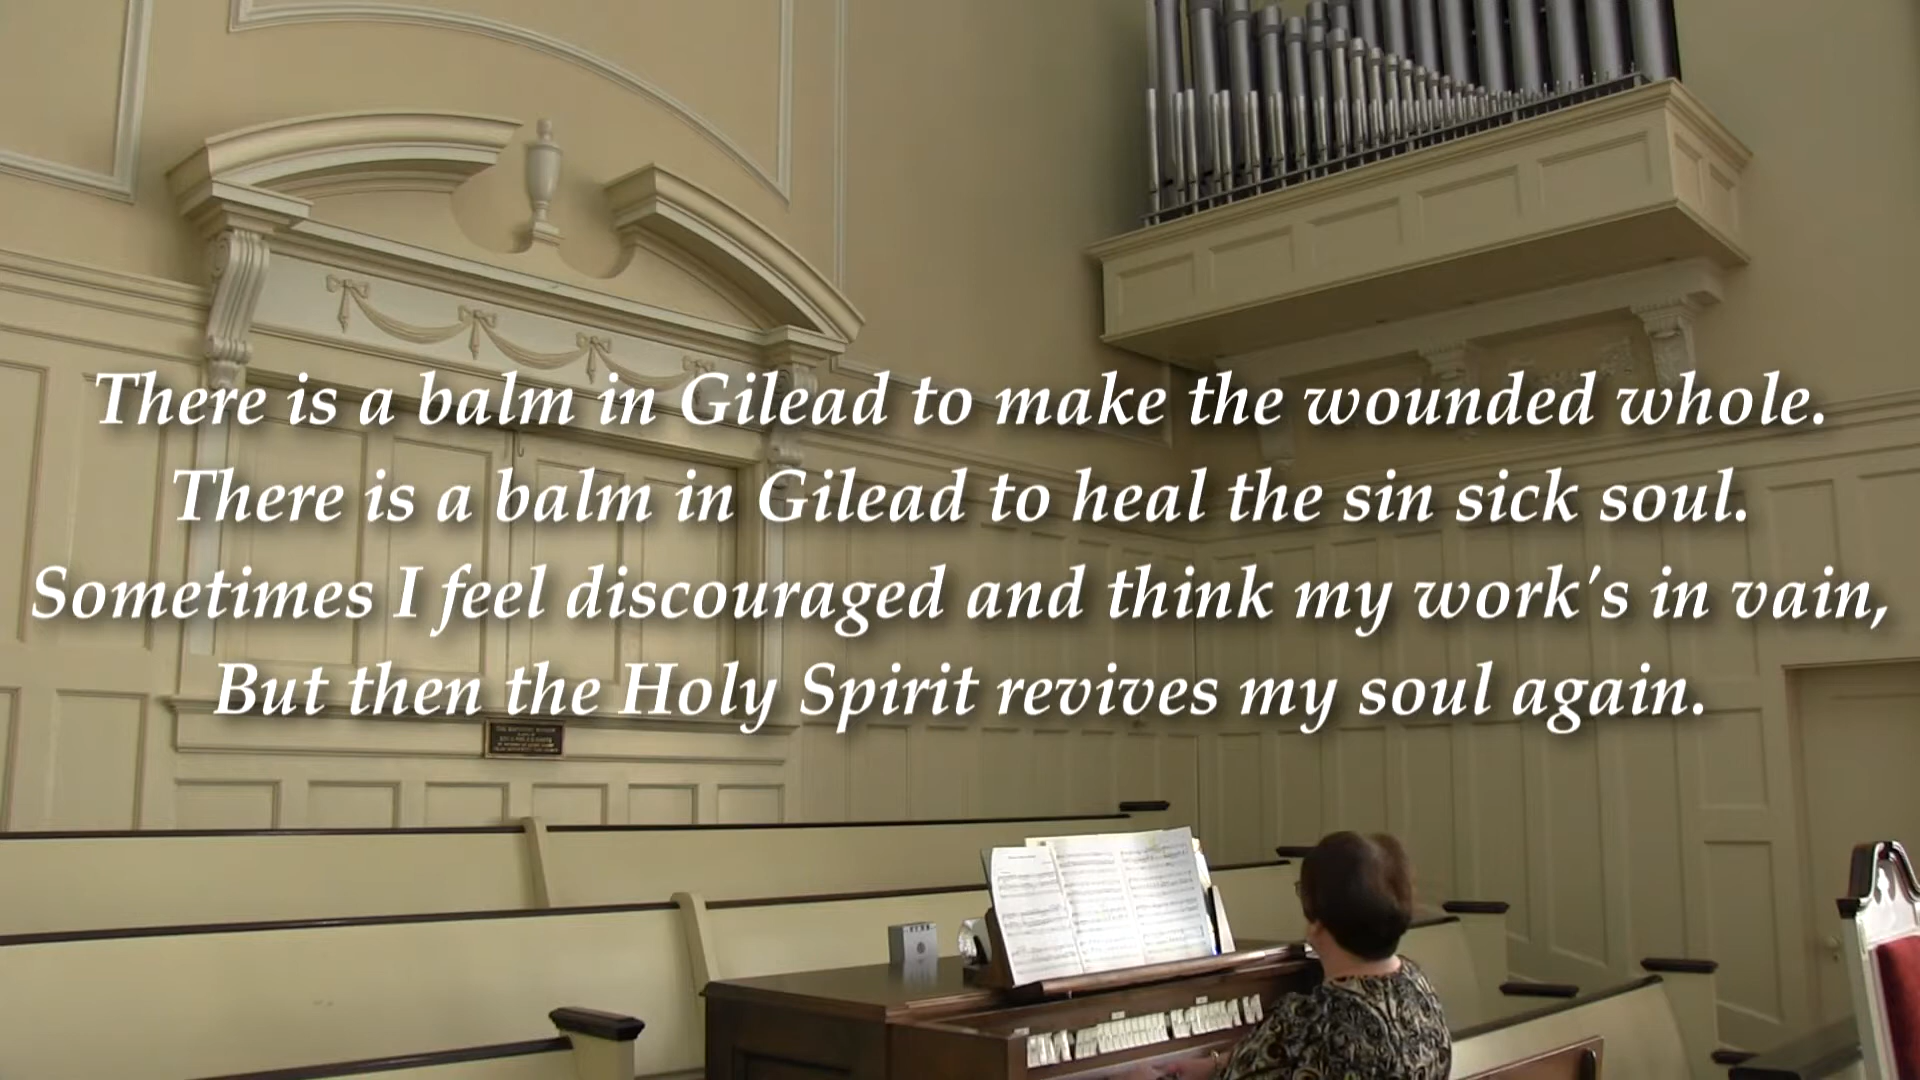 There is a balm in Gilead to make the wounded whole.
There is a balm in Gilead to heal the sin sick soul.
Sometimes I feel discouraged and think my work's in vain,
But then the Holy Spirit revives my soul again.